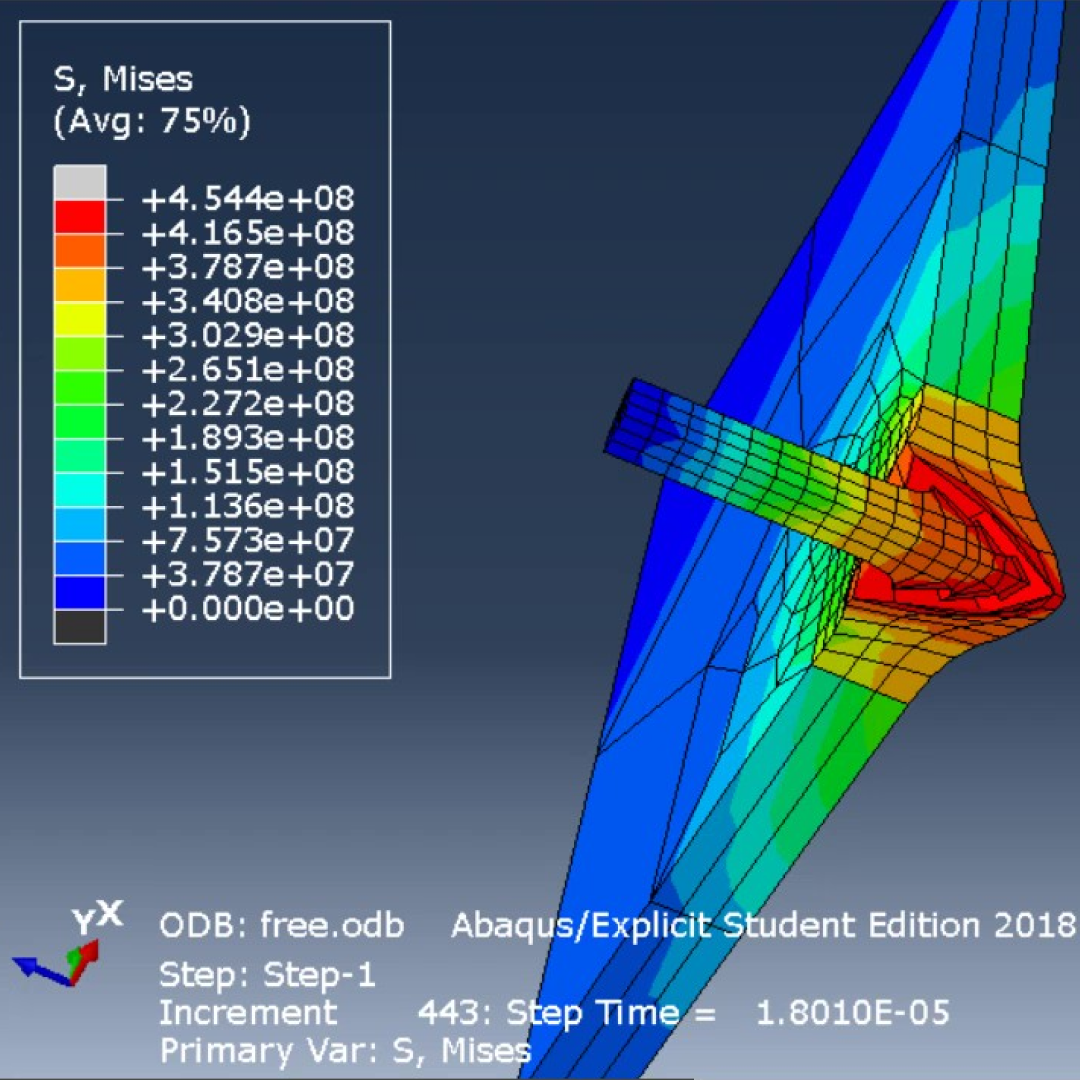 S, Mises
(Avg: 75%)
+4.544e+08
+4.165e+08
+3.787e+08
+3.408e+08
+3.029e+08
+2.651e+08
+2.272e+08
+1.893e+08
+1.515e+08
+1.136e+08
+7.573e+07
+3.787e+07
+0.000e+00
Y X
ODB: free.odb Abaqus/Explicit Student Edition 2018
Step: Step-1
Increment 443: Step Time = 1.8010E-05
Primary Var: S, Mises